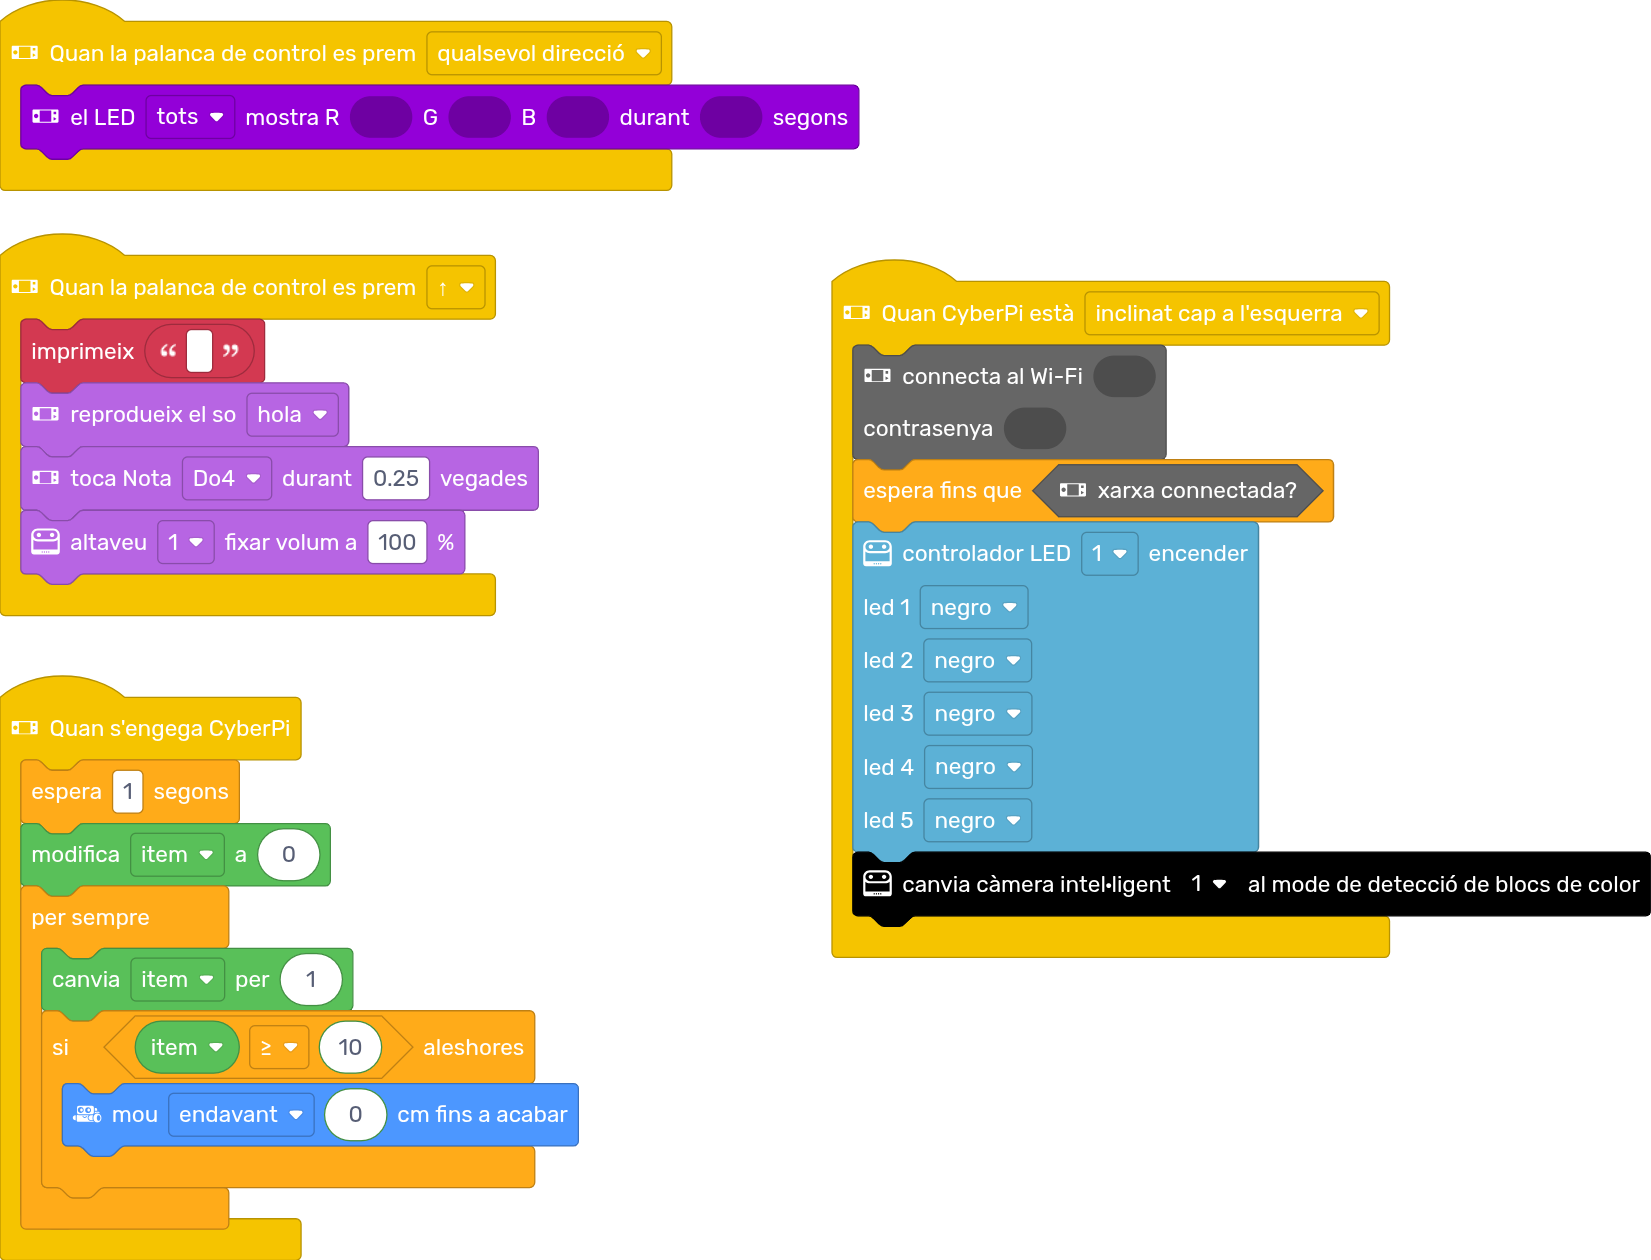 Quan la palanca de control es prem qualsevol direcció
el LED tots mostra R G B durant segons
Quan la palanca de control es prem ↑
imprimeix “ ”
reprodueix el so hola
toca Nota Do4 durant 0.25 vegades
altaveu 1 fixar volum a 100 %
Quan s'engega CyberPi
espera 1 segons
modifica item a 0
per sempre
canvia item per 1
si item ≥ 10 aleshores
mou endavant 0 cm fins a acabar
Quan CyberPi està inclinat cap a l'esquerra
connecta al Wi-Fi
contrasenya
espera fins que xarxa connectada?
controlador LED 1 encender
led 1 negro
led 2 negro
led 3 negro
led 4 negro
led 5 negro
canvia càmera intel•ligent 1 al mode de detecció de blocs de color